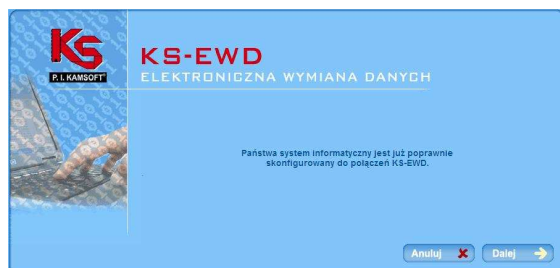 KS
P. I. KAMSOFT
KS-EWD
ELEKTRONICZNA WYMIANA DANYCH
Państwa system informatyczny jest już poprawnie
skonfigurowany do połączeń KS-EWD.
Anuluj
Dalej